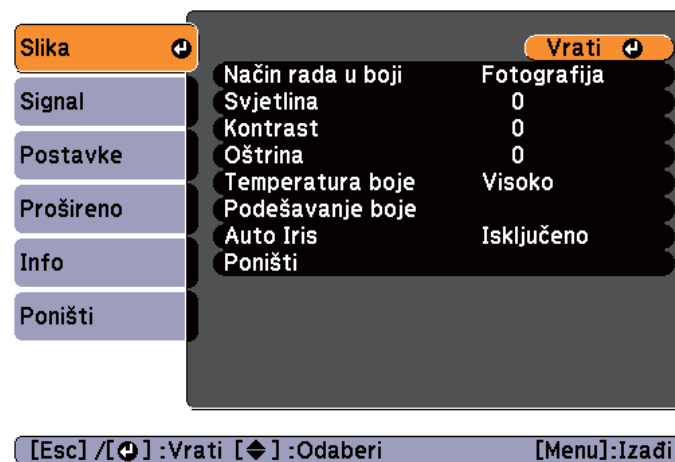 Slika
Signal
Postavke
Prošireno
Info
Poništi
Vrati
Način rada u boji Fotografija
Svjetlina 0
Kontrast 0
Oštrina 0
Temperatura boje Visoko
Podešavanje boje
Auto Iris Isključeno
Poništi
[Esc] /[⏎] :Vrati [◆] :Odaberi [Menu]:Izađi